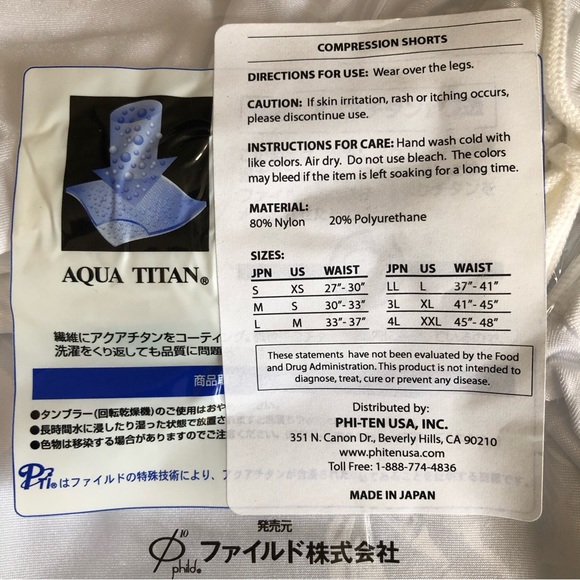 COMPRESSION SHORTS
DIRECTIONS FOR USE: Wear over the legs.
CAUTION: If skin irritation, rash or itching occurs,
please discontinue use.
INSTRUCTIONS FOR CARE: Hand wash cold with
like colors. Air dry. Do not use bleach. The colors
may bleed if the item is left soaking for a long time.
MATERIAL:
80% Nylon 20% Polyurethane
SIZES:
JPN US WAIST JPN US WAIST
S XS 27"- 30" LL L 37"- 41"
M S 30"- 33" 3L XL 41"- 45"
L M 33"- 37" 4L XXL 45"- 48"
These statements have not been evaluated by the Food
and Drug Administration. This product is not intended to
diagnose, treat, cure or prevent any disease.
Distributed by:
PHI-TEN USA, INC.
351 N. Canon Dr., Beverly Hills, CA 90210
www.phitenusa.com
Toll Free: 1-888-774-4836
MADE IN JAPAN
AQUA TITAN®
繊維にアクアチタンをコーティ
洗濯をくり返しても品質に問題
商品
●タンブラー(回転乾燥機)のご使用はおや
●長時間水に浸したり湿った状態で放置さ
●色物は移染する場合がありますのでご注
はファイルドの特殊技術により、
発売元
phild® ファイルド株式会社